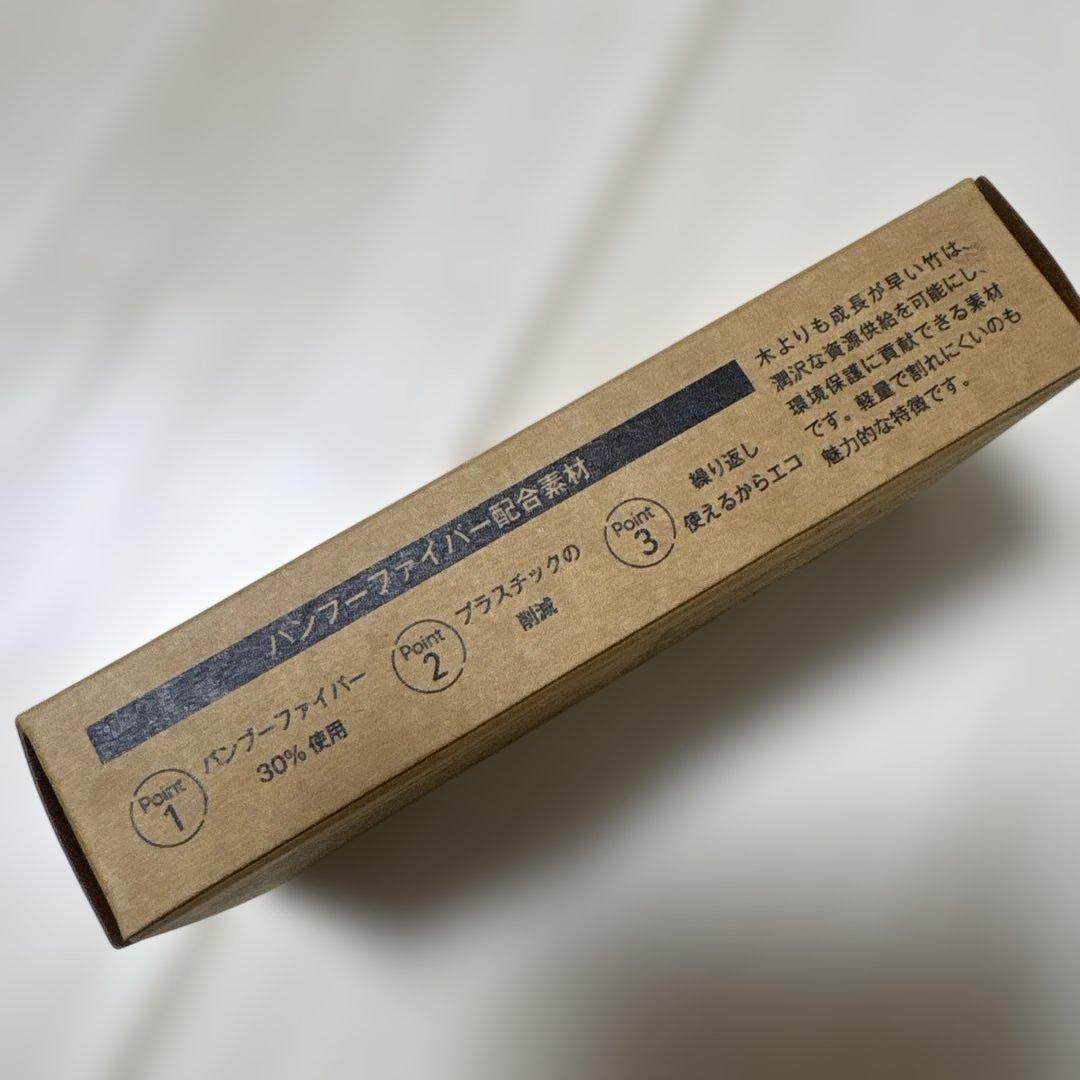 バンブーファイバー配合素材
Point
1
バンブーファイバー
30%使用
Point
2
プラスチックの
削減
Point
3
繰り返し
使えるからエコ
木よりも成長が早い竹は、
潤沢な資源供給を可能にし、
環境保護に貢献できる素材
です。軽量で割れにくいのも
魅力的な特徴です。